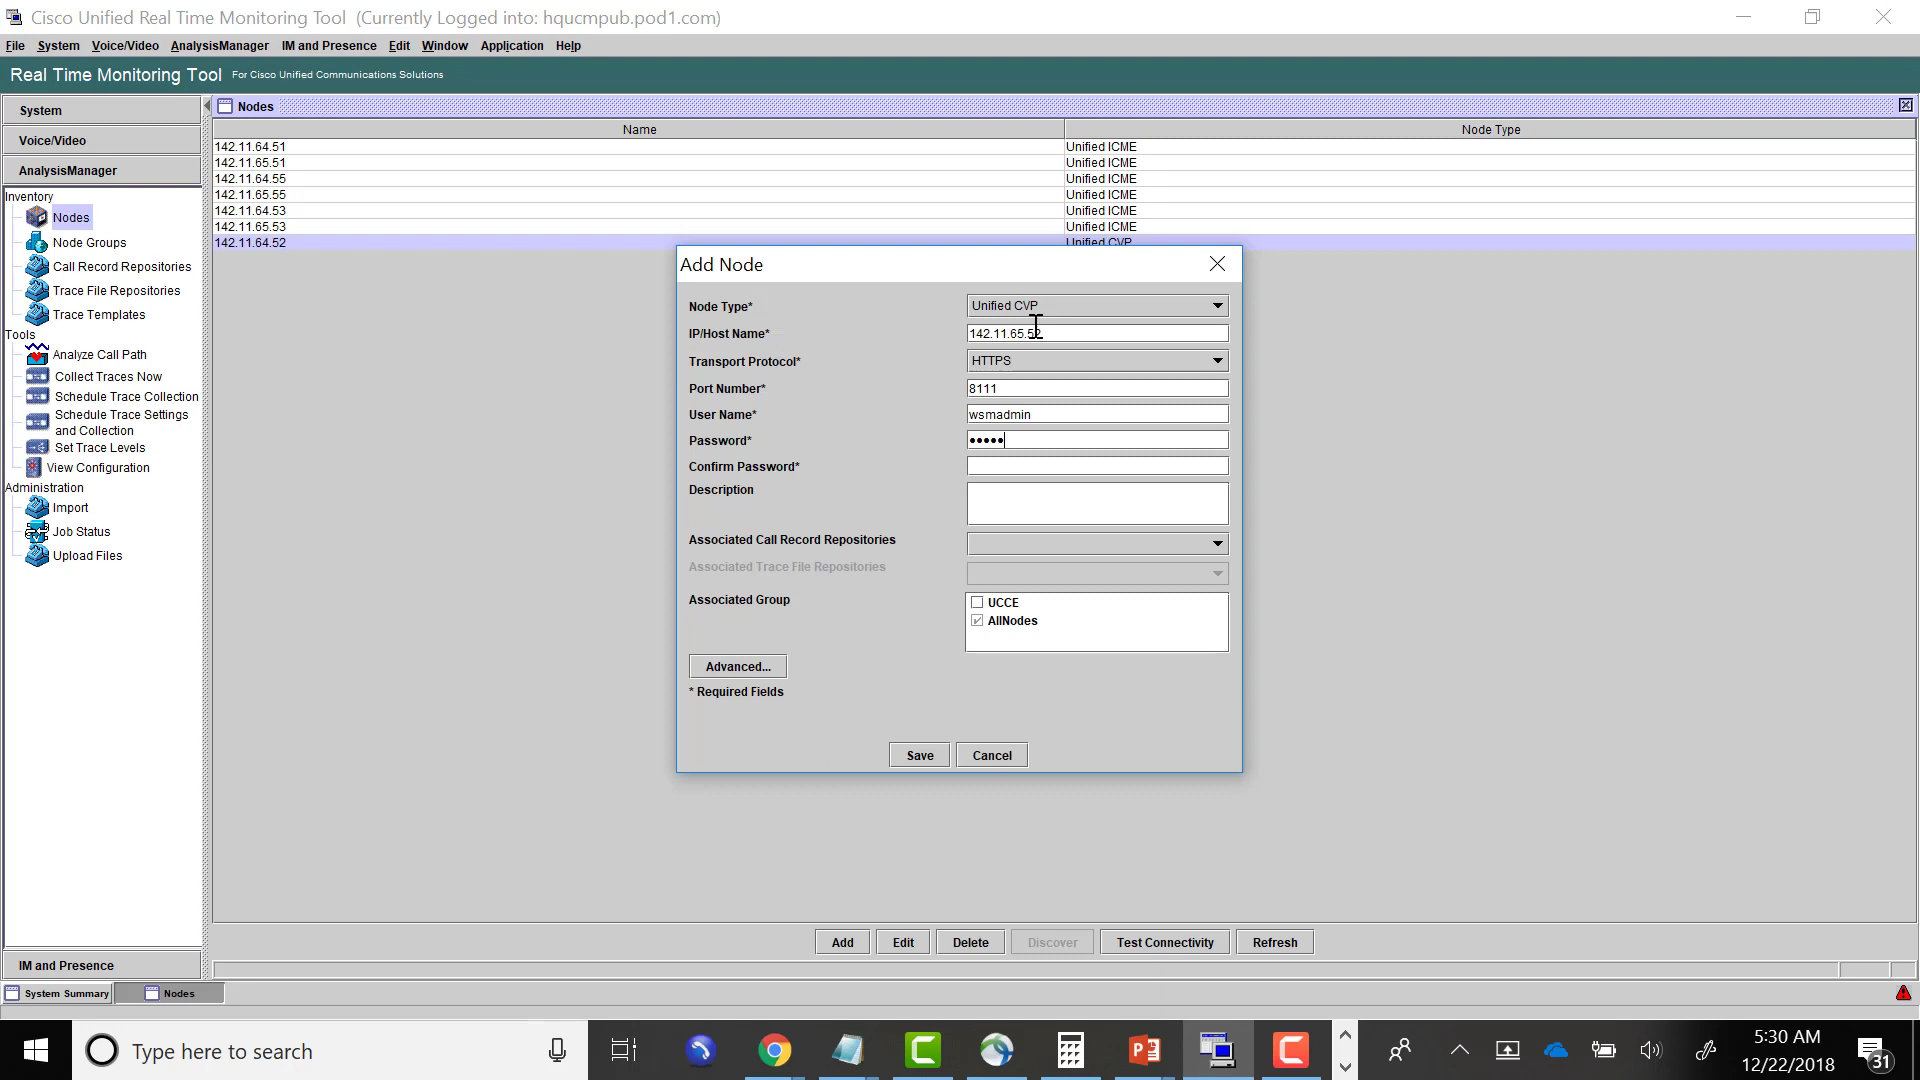 Cisco Unified Real Time Monitoring Tool (Currently Logged into: hqucmpub.pod1.com)
File System Voice/Video AnalysisManager IM and Presence Edit Window Application Help
Real Time Monitoring Tool For Cisco Unified Communications Solutions
System
Voice/Video
AnalysisManager
Inventory
Nodes
Node Groups
Call Record Repositories
Trace File Repositories
Trace Templates
Tools
Analyze Call Path
Collect Traces Now
Schedule Trace Collection
Schedule Trace Settings
and Collection
Set Trace Levels
View Configuration
Administration
Import
Job Status
Upload Files
IM and Presence
Nodes
Name Node Type
142.11.64.51 Unified ICME
142.11.65.51 Unified ICME
142.11.64.55 Unified ICME
142.11.65.55 Unified ICME
142.11.64.53 Unified ICME
142.11.65.53 Unified ICME
142.11.64.52 Unified CVP
Add Node
Node Type* Unified CVP
IP/Host Name* 142.11.65.52
Transport Protocol* HTTPS
Port Number* 8111
User Name* wsmadmin
Password* •••••
Confirm Password*
Description
Associated Call Record Repositories
Associated Trace File Repositories
Associated Group
UCCE
AllNodes
Advanced...
* Required Fields
Save Cancel
Add Edit Delete Discover Test Connectivity Refresh
System Summary Nodes
Type here to search
5:30 AM
12/22/2018
31